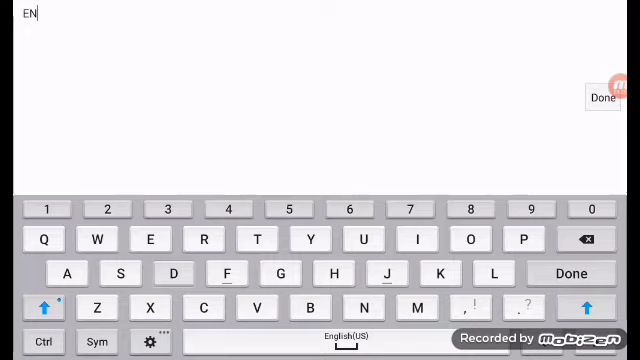 EN
Done
1 2 3 4 5 6 7 8 9 0
Q W E R T Y U I O P
A S D F G H J K L Done
Z X C V B N M , ! . ?
Ctrl Sym English(US)
Recorded by mobizen